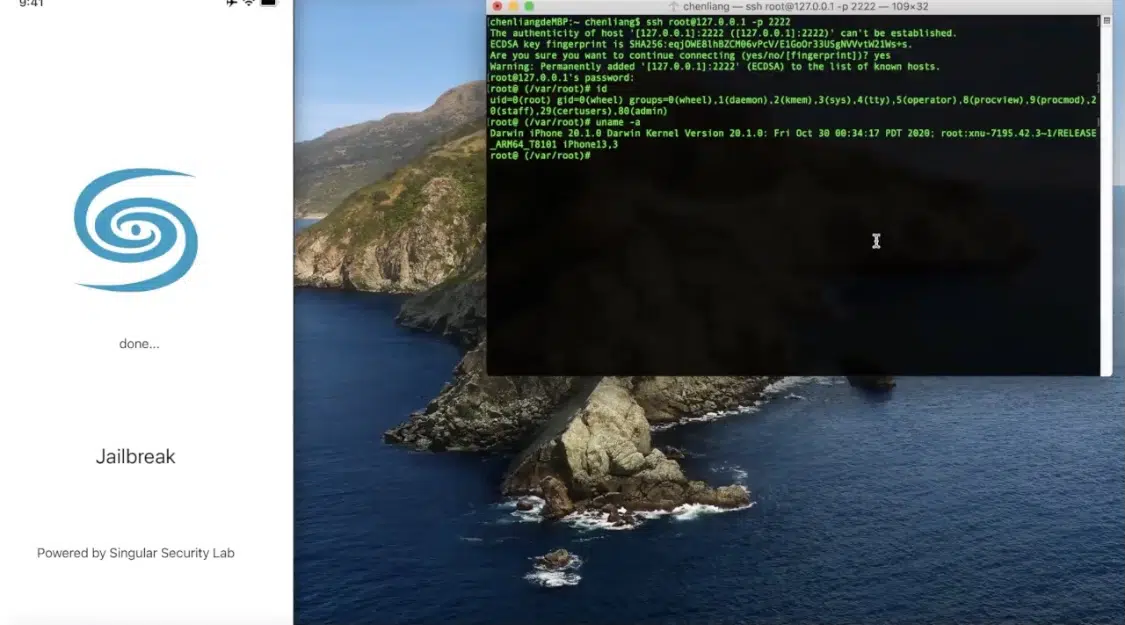 9:41
done...
Jailbreak
Powered by Singular Security Lab
chenliang — ssh root@127.0.0.1 -p 2222 — 109×32
[chenliangdeMBP:~ chenliang$ ssh root@127.0.0.1 -p 2222
The authenticity of host '[127.0.0.1]:2222 ([127.0.0.1]:2222)' can't be established.
ECDSA key fingerprint is
Are you sure you want to continue connecting (yes/no/[fingerprint])? yes
Warning: Permanently added '[127.0.0.1]:2222' (ECDSA) to the list of known hosts.
[root@127.0.0.1's password:
[root@ (/var/root)# id
uid=0(root) gid=0(wheel) groups=0(wheel),1(daemon),2(kmem),3(sys),4(tty),5(operator),8(procview),9(procmod),2
0(staff),29(certusers),80(admin)
[root@ (/var/root)# uname -a
Darwin iPhone 20.1.0 Darwin Kernel Version 20.1.0: Fri Oct 30 00:34:17 PDT 2020; root:xnu-7195.42.3~1/RELEASE
_ARM64_T8101 iPhone13,3
root@ (/var/root)#